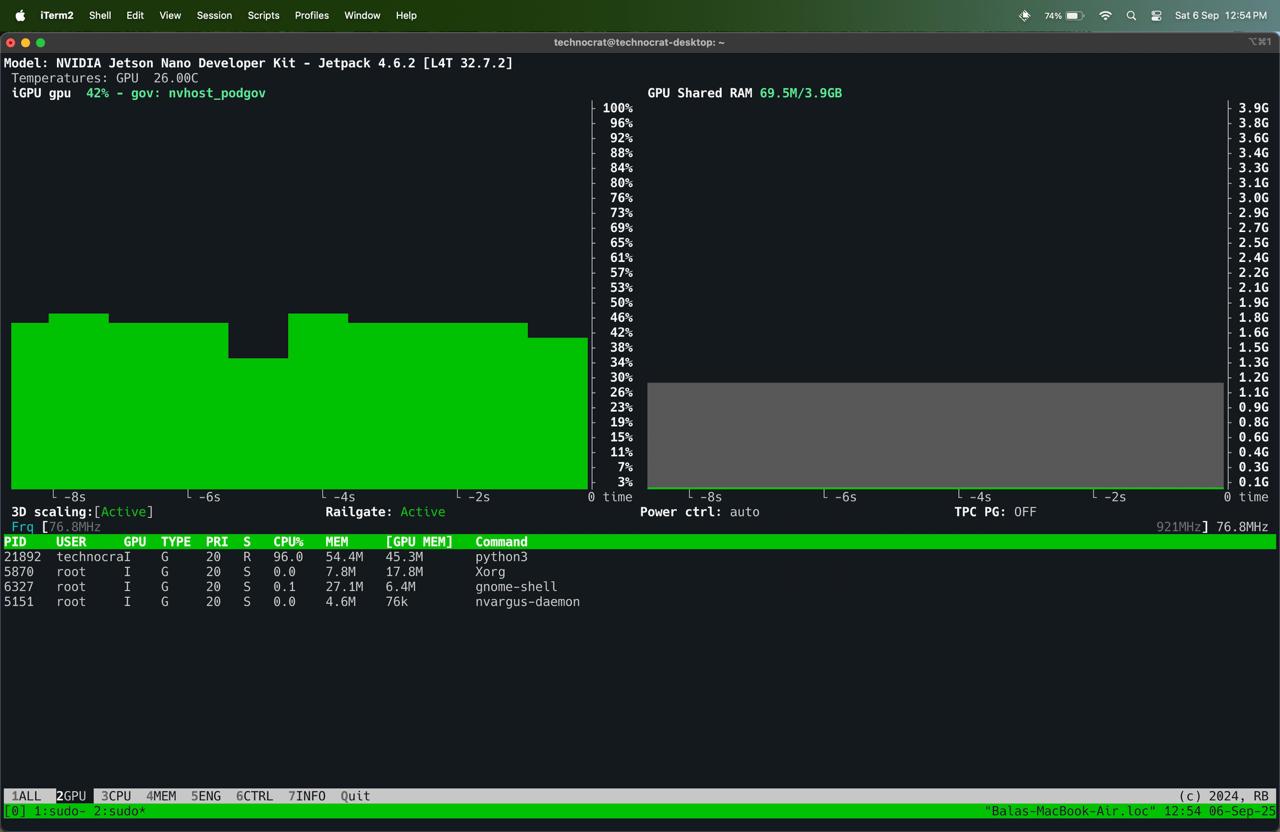 iTerm2 Shell Edit View Session Scripts Profiles Window Help 74% Sat 6 Sep 12:54 PM
technocrat@technocrat-desktop: ~ ⌥⌘1
Model: NVIDIA Jetson Nano Developer Kit - Jetpack 4.6.2 [L4T 32.7.2]
Temperatures: GPU 26.00C
iGPU gpu 42% - gov: nvhost_podgov GPU Shared RAM 69.5M/3.9GB
100% 3.9G
96% 3.8G
92% 3.6G
88% 3.4G
84% 3.3G
80% 3.1G
76% 3.0G
73% 2.9G
69% 2.7G
65% 2.5G
61% 2.4G
57% 2.2G
53% 2.1G
50% 1.9G
46% 1.8G
42% 1.6G
38% 1.5G
34% 1.3G
30% 1.2G
26% 1.1G
23% 0.9G
19% 0.8G
15% 0.6G
11% 0.4G
7% 0.3G
3% 0.1G
-8s -6s -4s -2s 0 time -8s -6s -4s -2s 0 time
3D scaling:[Active] Railgate: Active Power ctrl: auto TPC PG: OFF
Frq [76.8MHz 921MHz] 76.8MHz
PID USER GPU TYPE PRI S CPU% MEM [GPU MEM] Command
21892 technocraI G 20 R 96.0 54.4M 45.3M python3
5870 root I G 20 S 0.0 7.8M 17.8M Xorg
6327 root I G 20 S 0.1 27.1M 6.4M gnome-shell
5151 root I G 20 S 0.0 4.6M 76k nvargus-daemon
1ALL 2GPU 3CPU 4MEM 5ENG 6CTRL 7INFO Quit (c) 2024, RB
[0] 1:sudo- 2:sudo* "Balas-MacBook-Air.loc" 12:54 06-Sep-25